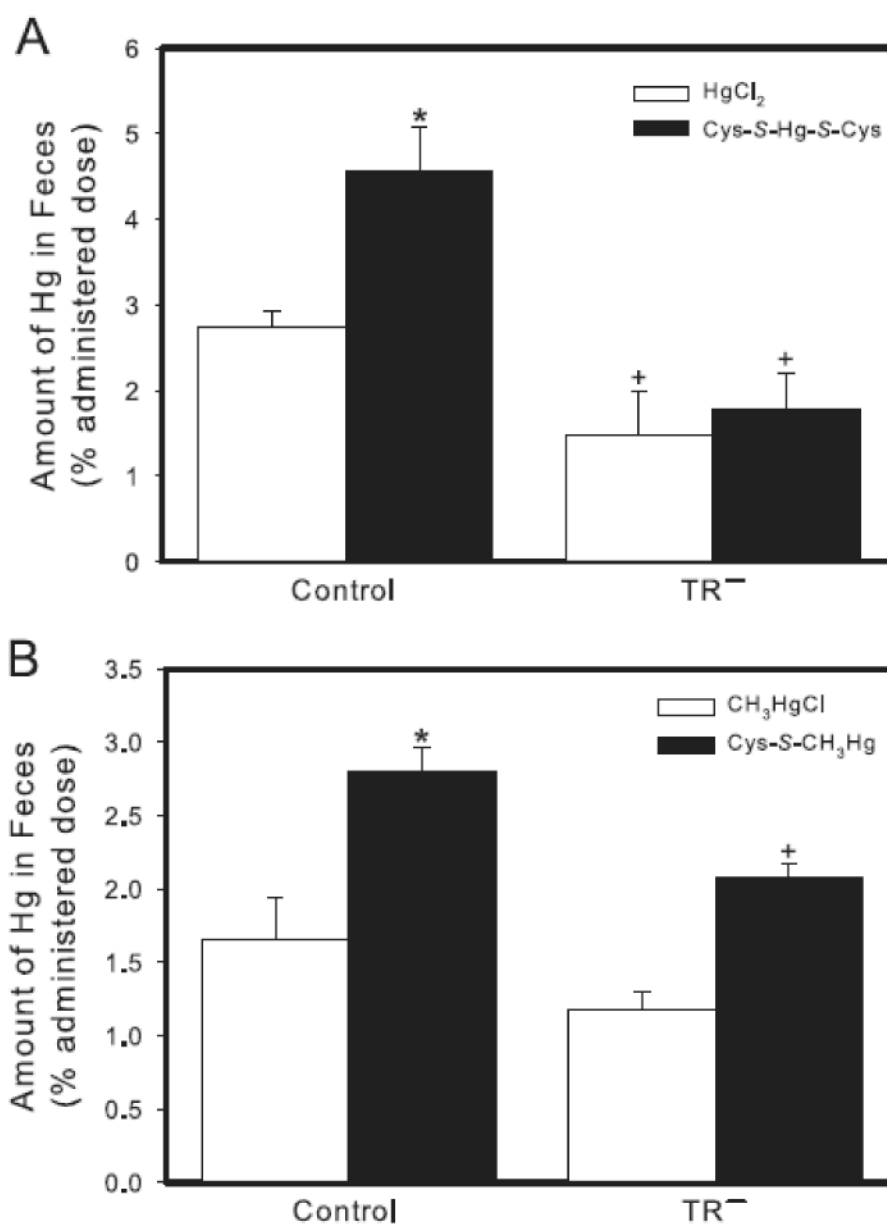 A
Amount of Hg in Feces
(% administered dose)
6
5
4
3
2
1
0
HgCl₂
Cys-S-Hg-S-Cys
*
+
+
Control
TR⁻
B
Amount of Hg in Feces
(% administered dose)
3.5
3.0
2.5
2.0
1.5
1.0
0.5
0.0
CH₃HgCl
Cys-S-CH₃Hg
*
+
Control
TR⁻